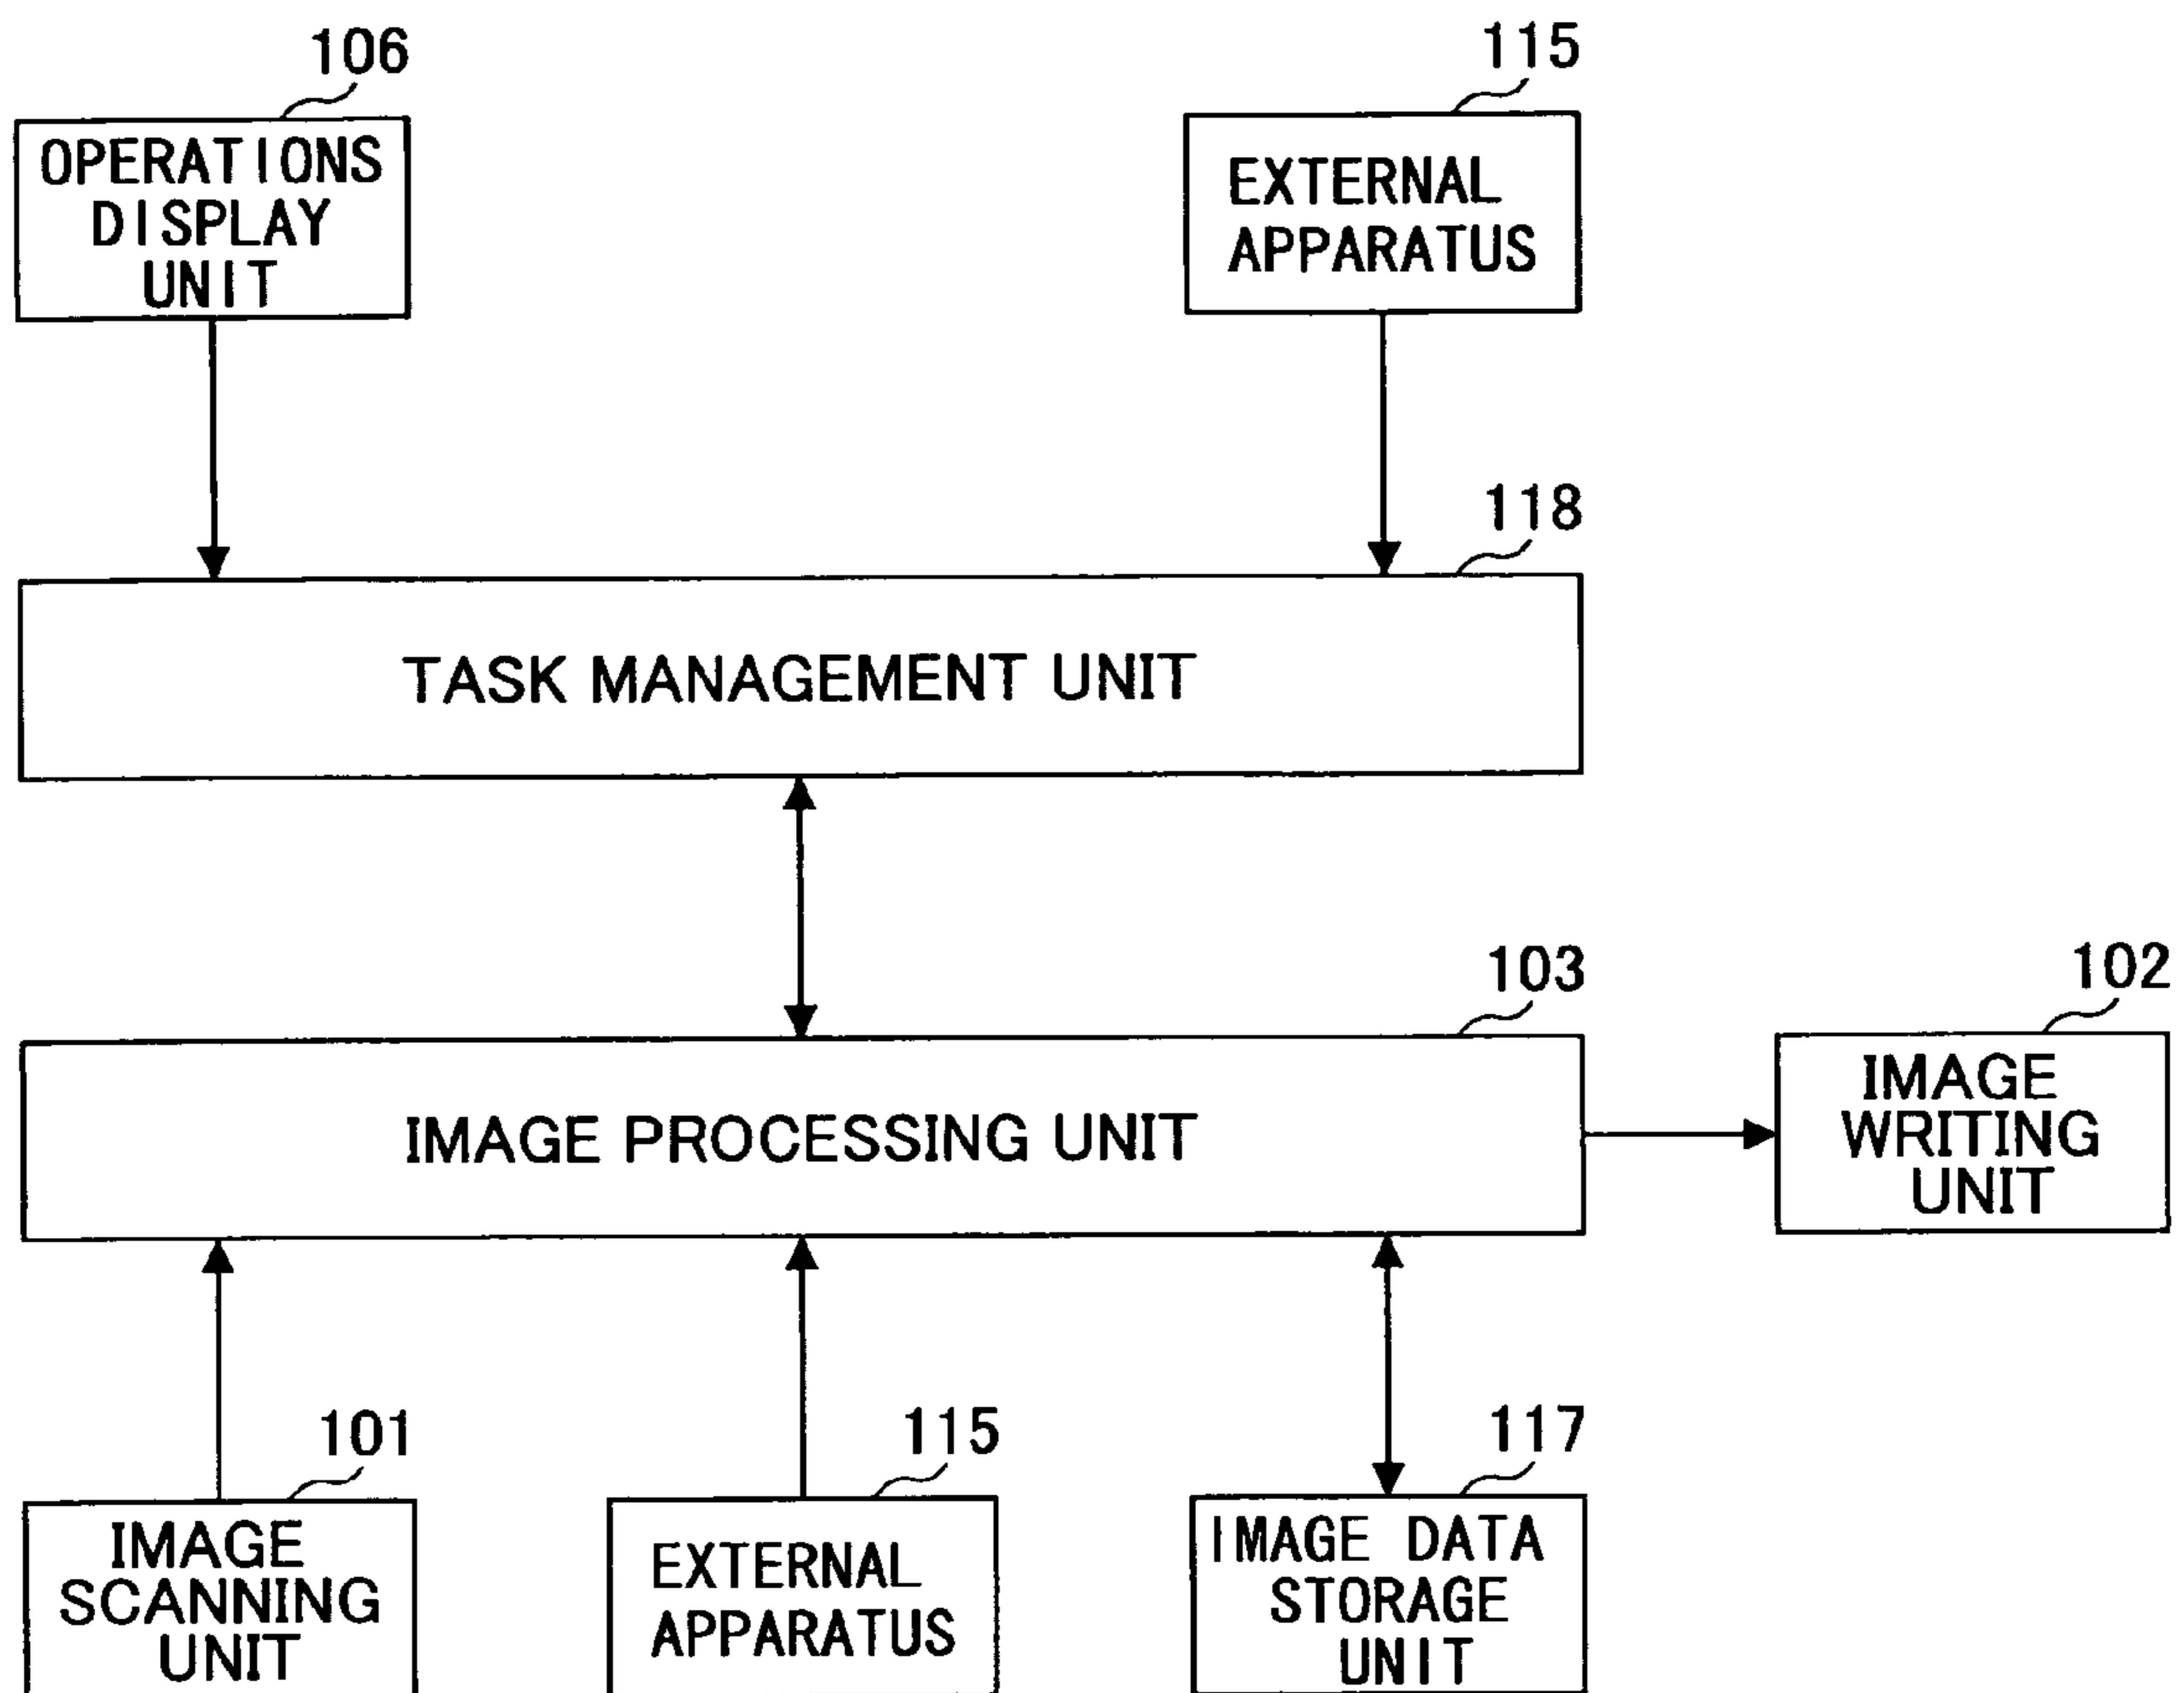 106
OPERATIONS
DISPLAY
UNIT
115
EXTERNAL
APPARATUS
118
TASK MANAGEMENT UNIT
103
IMAGE PROCESSING UNIT
102
IMAGE
WRITING
UNIT
101
IMAGE
SCANNING
UNIT
115
EXTERNAL
APPARATUS
117
IMAGE DATA
STORAGE
UNIT